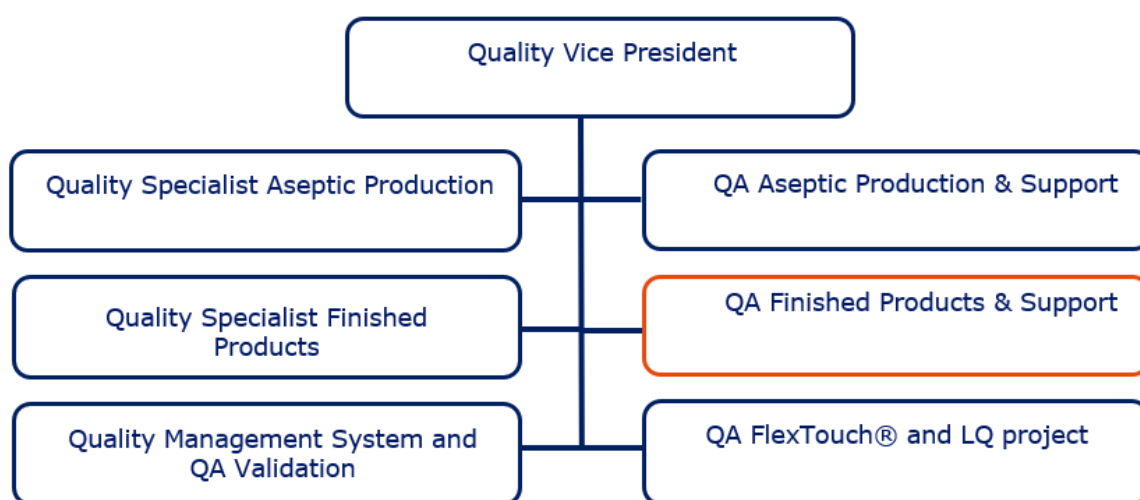 Quality Vice President
Quality Specialist Aseptic Production
QA Aseptic Production & Support
Quality Specialist Finished
Products
QA Finished Products & Support
Quality Management System and
QA Validation
QA FlexTouch® and LQ project